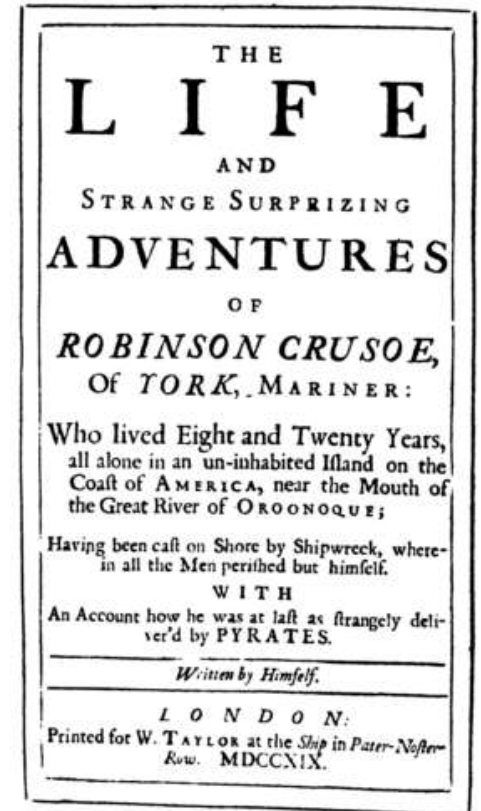 THE
LIFE
AND
STRANGE SURPRIZING
ADVENTURES
OF
ROBINSON CRUSOE,
Of YORK, MARINER:
Who lived Eight and Twenty Years,
all alone in an un-inhabited Iſland on the
Coaſt of AMERICA, near the Mouth of
the Great River of OROONOQUE;
Having been caſt on Shore by Shipwreck, where-
in all the Men periſhed but himſelf.
WITH
An Account how he was at laſt as ſtrangely deli-
ver'd by PYRATES.
Written by Himſelf.
LONDON:
Printed for W. TAYLOR at the Ship in Pater-Noſter-
Row. MDCCXIX.